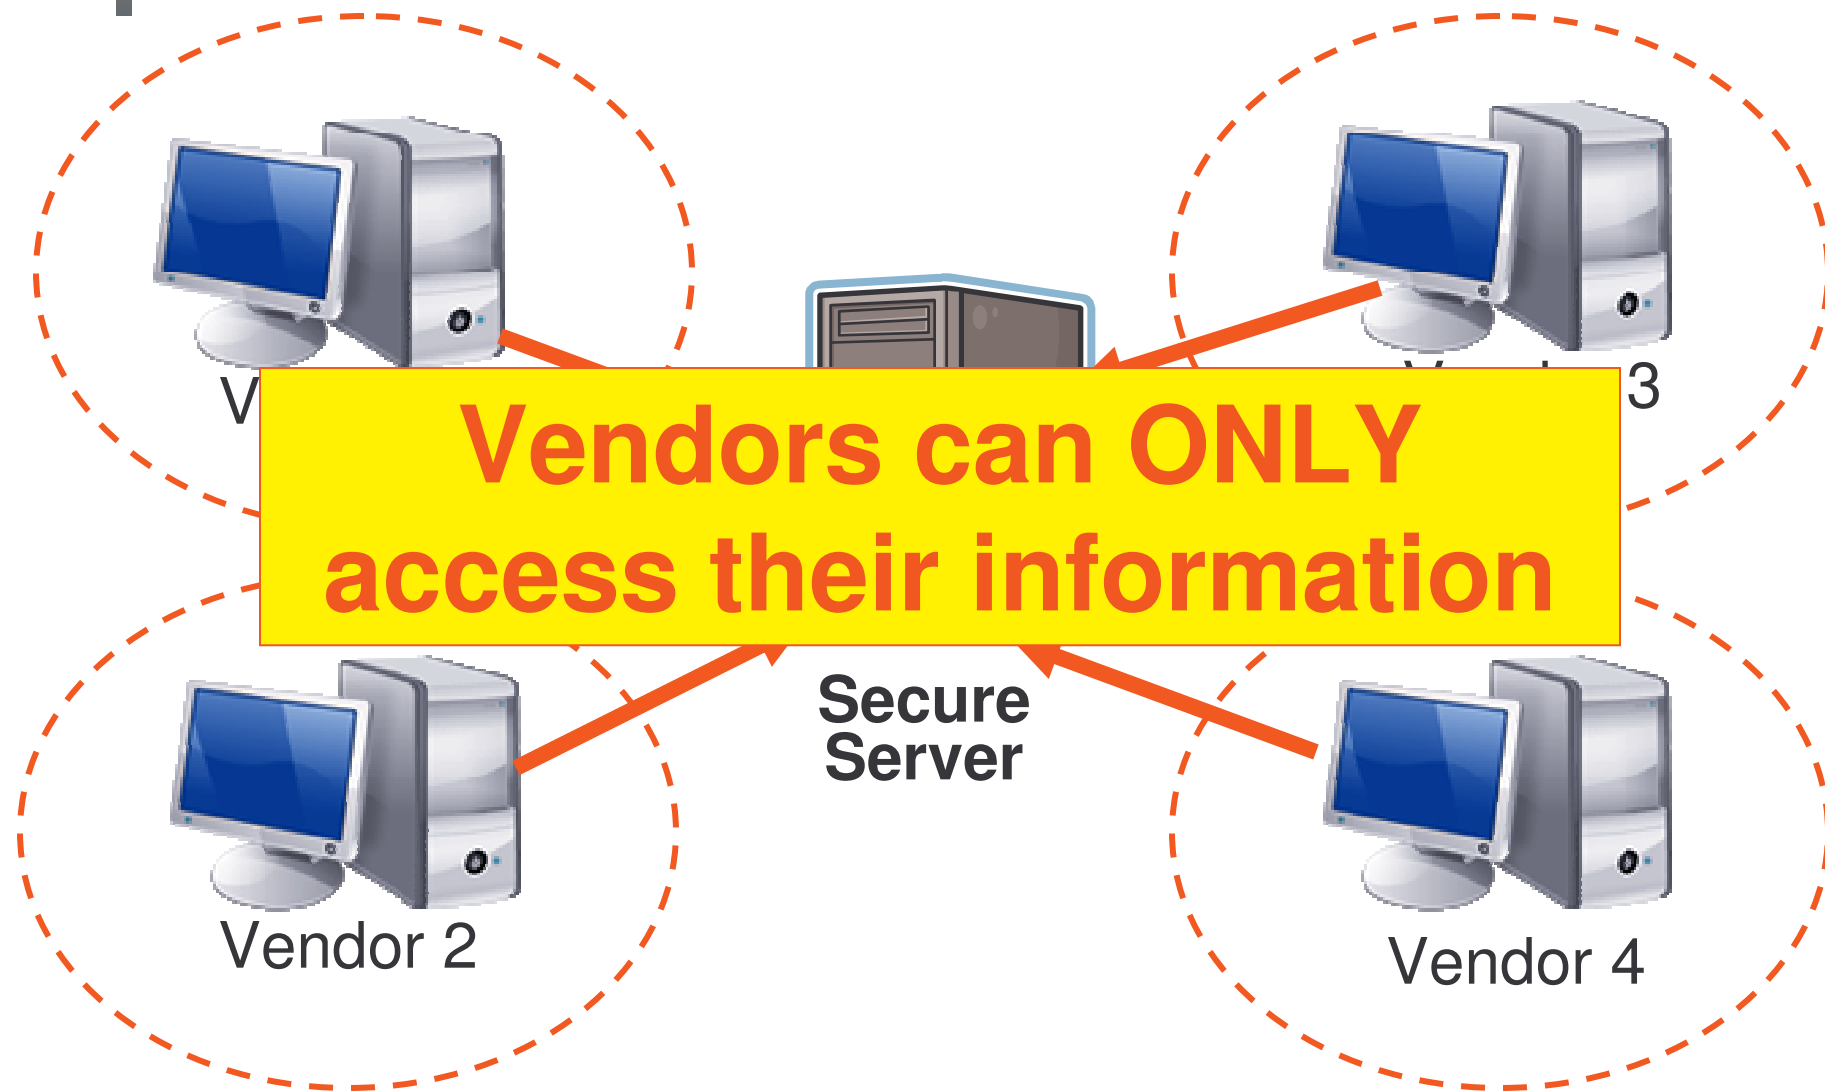 V
3
Vendors can ONLY
access their information
Secure
Server
Vendor 2
Vendor 4